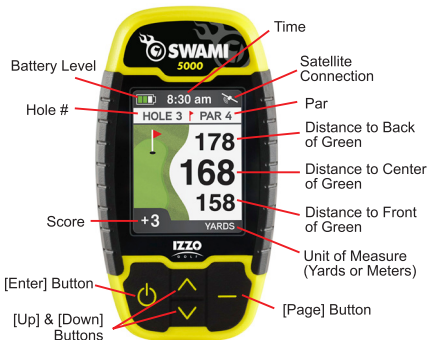 Time
SWAMI
5000
Battery Level
Satellite
Connection
8:30 am
Hole #
HOLE 3
PAR 4
Par
178
Distance to Back
of Green
168
Distance to Center
of Green
158
Distance to Front
of Green
Score
+3
YARDS
Unit of Measure
(Yards or Meters)
IZZO
GOLF
[Enter] Button
[Page] Button
[Up] & [Down]
Buttons